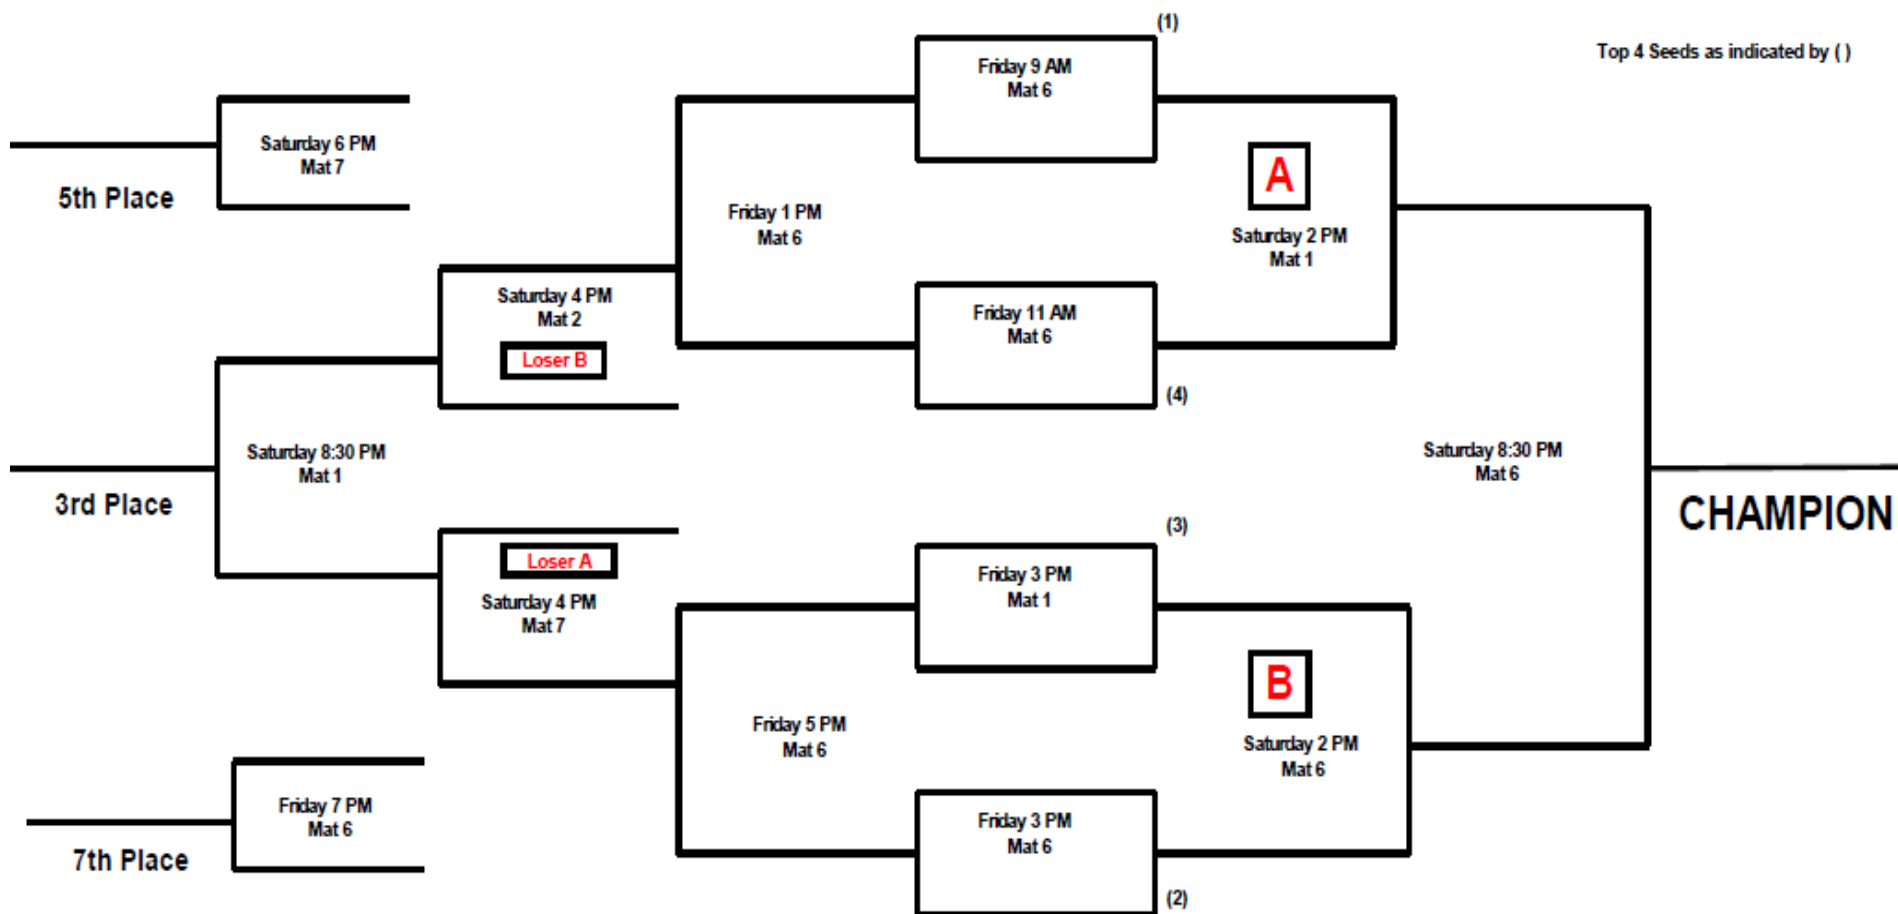 (1)
Top 4 Seeds as indicated by ( )
Friday 9 AM
Mat 6
Saturday 6 PM
Mat 7
5th Place
A
Friday 1 PM
Mat 6
Saturday 2 PM
Mat 1
Saturday 4 PM
Mat 2
Loser B
Friday 11 AM
Mat 6
(4)
Saturday 8:30 PM
Mat 1
3rd Place
Saturday 8:30 PM
Mat 6
CHAMPION
(3)
Loser A
Saturday 4 PM
Mat 7
Friday 3 PM
Mat 1
B
Friday 5 PM
Mat 6
Saturday 2 PM
Mat 6
Friday 7 PM
Mat 6
7th Place
Friday 3 PM
Mat 6
(2)